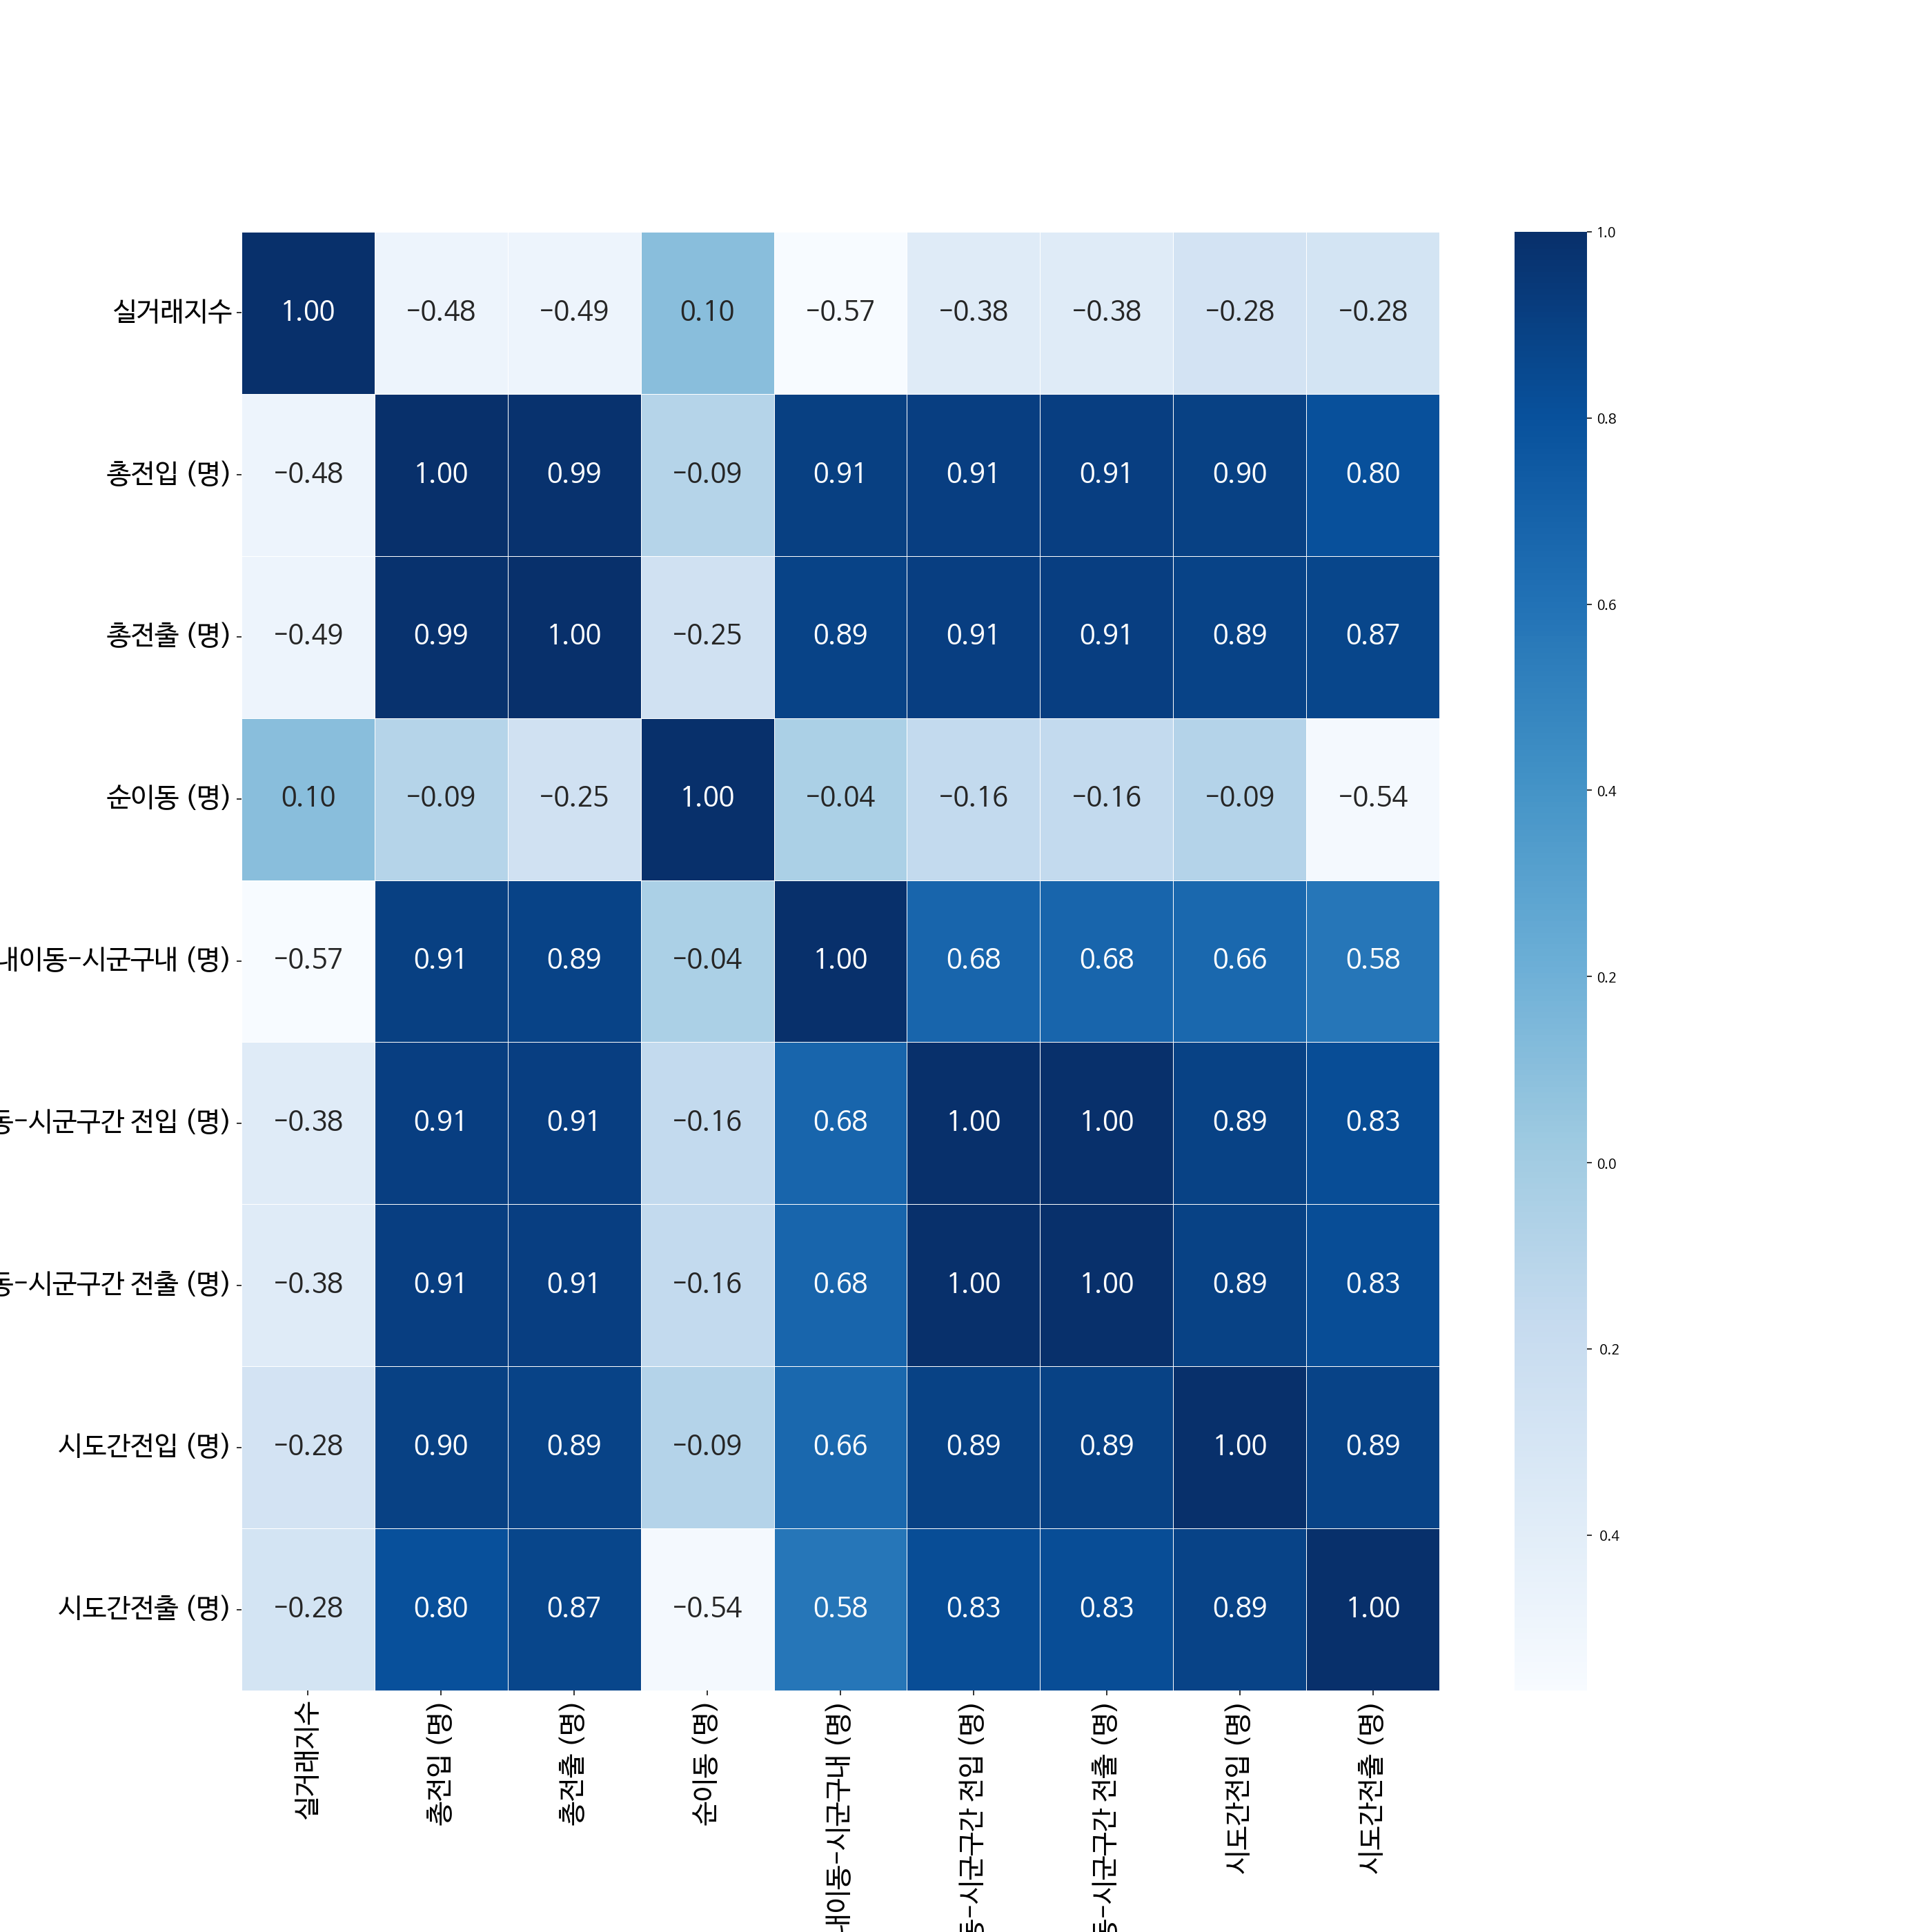 실거래지수 1.00 −0.48 −0.49 0.10 −0.57 −0.38 −0.38 −0.28 −0.28
총전입 (명) −0.48 1.00 0.99 −0.09 0.91 0.91 0.91 0.90 0.80
총전출 (명) −0.49 0.99 1.00 −0.25 0.89 0.91 0.91 0.89 0.87
순이동 (명) 0.10 −0.09 −0.25 1.00 −0.04 −0.16 −0.16 −0.09 −0.54
내이동−시군구내 (명) −0.57 0.91 0.89 −0.04 1.00 0.68 0.68 0.66 0.58
동−시군구간 전입 (명) −0.38 0.91 0.91 −0.16 0.68 1.00 1.00 0.89 0.83
동−시군구간 전출 (명) −0.38 0.91 0.91 −0.16 0.68 1.00 1.00 0.89 0.83
시도간전입 (명) −0.28 0.90 0.89 −0.09 0.66 0.89 0.89 1.00 0.89
시도간전출 (명) −0.28 0.80 0.87 −0.54 0.58 0.83 0.83 0.89 1.00
실거래지수
총전입 (명)
총전출 (명)
순이동 (명)
내이동−시군구내 (명)
동−시군구간 전입 (명)
동−시군구간 전출 (명)
시도간전입 (명)
시도간전출 (명)
1.0
0.8
0.6
0.4
0.2
0.0
0.2
0.4